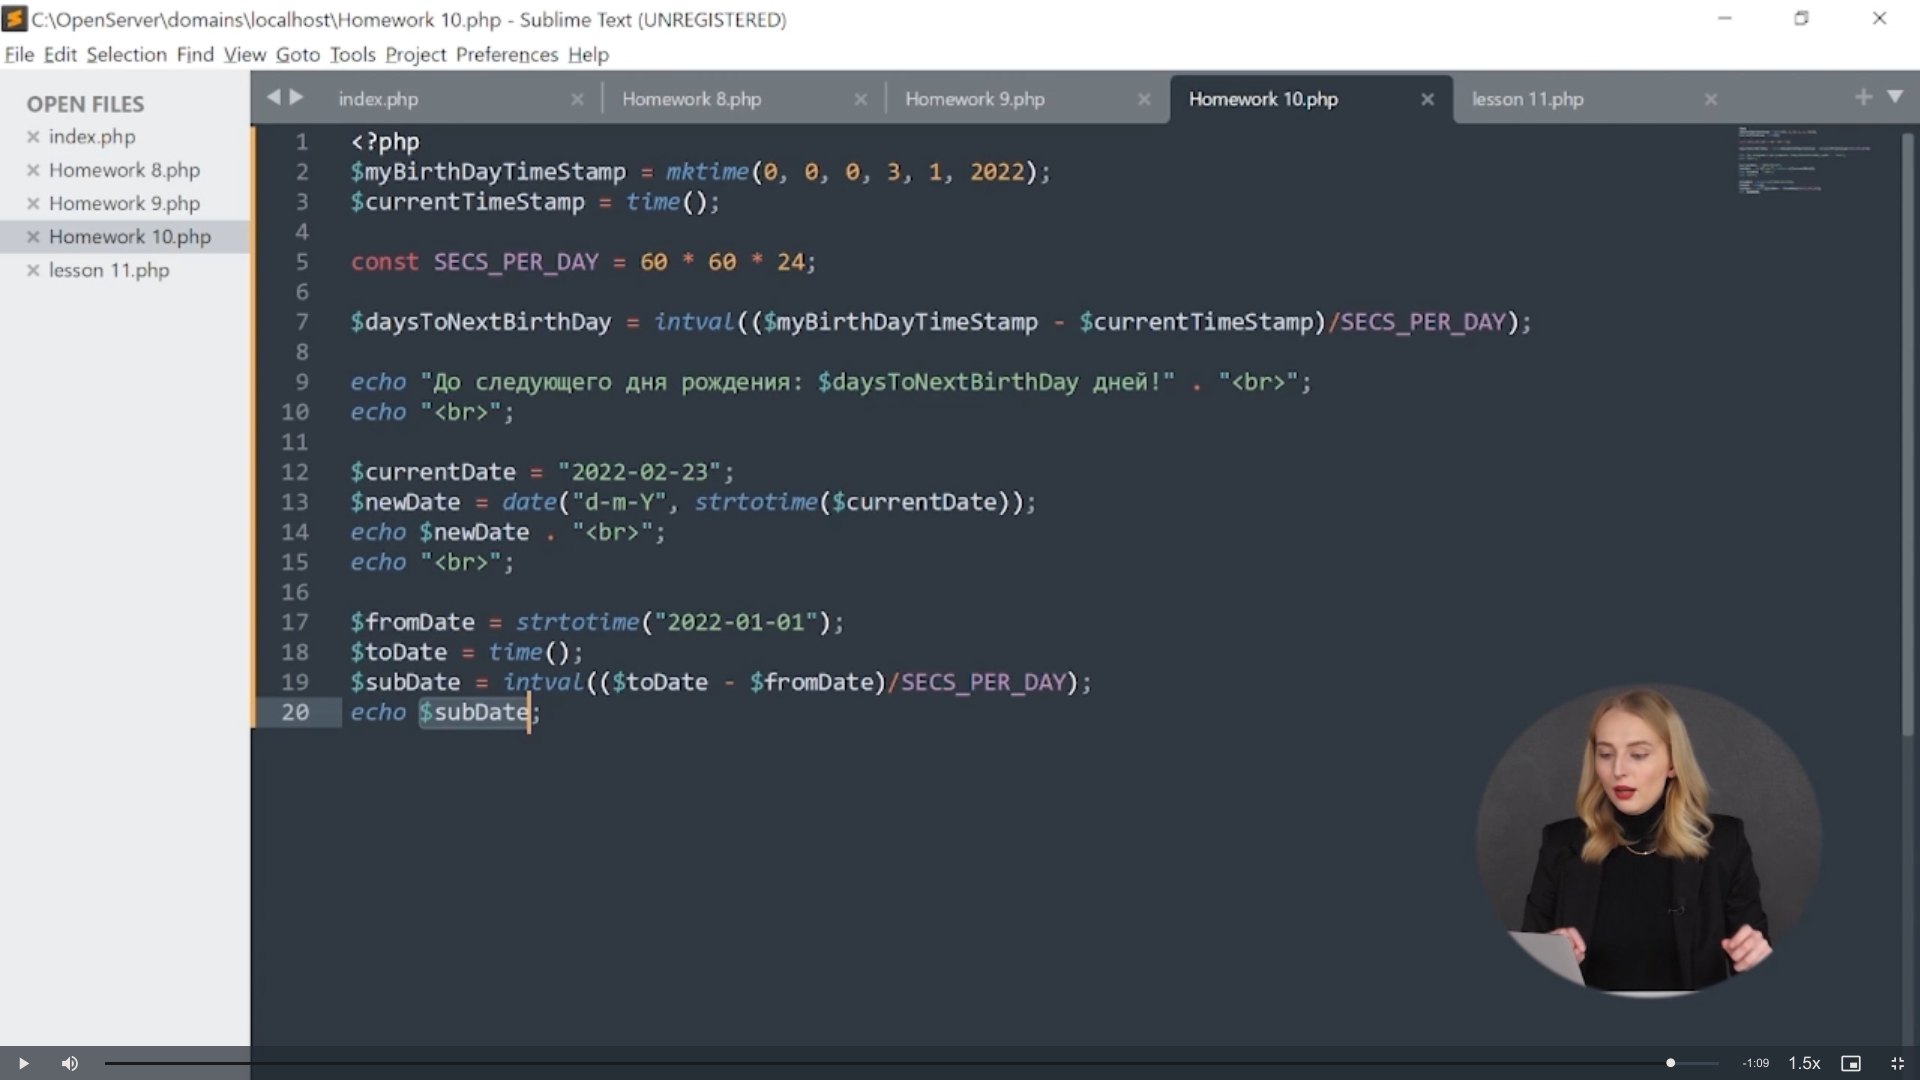 C:\OpenServer\domains\localhost\Homework 10.php - Sublime Text (UNREGISTERED)
File Edit Selection Find View Goto Tools Project Preferences Help
OPEN FILES
index.php
Homework 8.php
Homework 9.php
Homework 10.php
lesson 11.php
index.php Homework 8.php Homework 9.php Homework 10.php lesson 11.php
1 <?php
2 $myBirthDayTimeStamp = mktime(0, 0, 0, 3, 1, 2022);
3 $currentTimeStamp = time();
4
5 const SECS_PER_DAY = 60 * 60 * 24;
6
7 $daysToNextBirthDay = intval(($myBirthDayTimeStamp - $currentTimeStamp)/SECS_PER_DAY);
8
9 echo "До следующего дня рождения: $daysToNextBirthDay дней!" . "<br>";
10 echo "<br>";
11
12 $currentDate = "2022-02-23";
13 $newDate = date("d-m-Y", strtotime($currentDate));
14 echo $newDate . "<br>";
15 echo "<br>";
16
17 $fromDate = strtotime("2022-01-01");
18 $toDate = time();
19 $subDate = intval(($toDate - $fromDate)/SECS_PER_DAY);
20 echo $subDate;
-1:09 1.5x